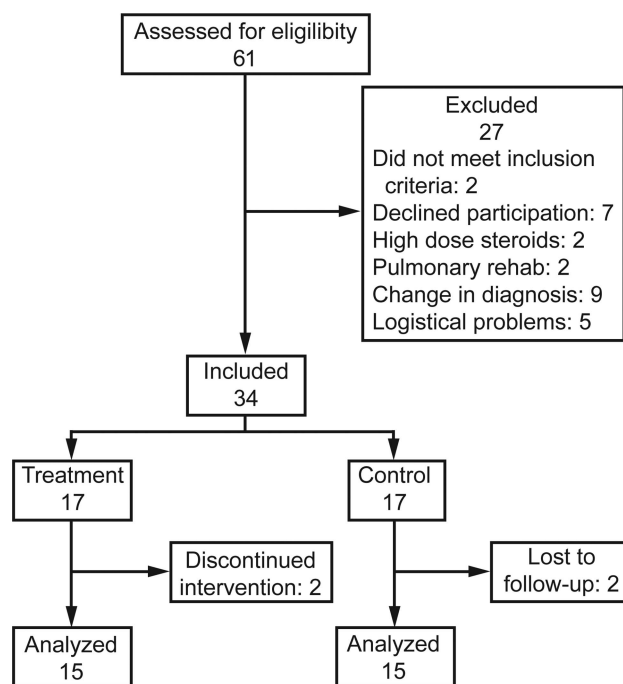 Assessed for eligilibity
61
Excluded
27
Did not meet inclusion
criteria: 2
Declined participation: 7
High dose steroids: 2
Pulmonary rehab: 2
Change in diagnosis: 9
Logistical problems: 5
Included
34
Treatment
17
Control
17
Discontinued
intervention: 2
Lost to
follow-up: 2
Analyzed
15
Analyzed
15